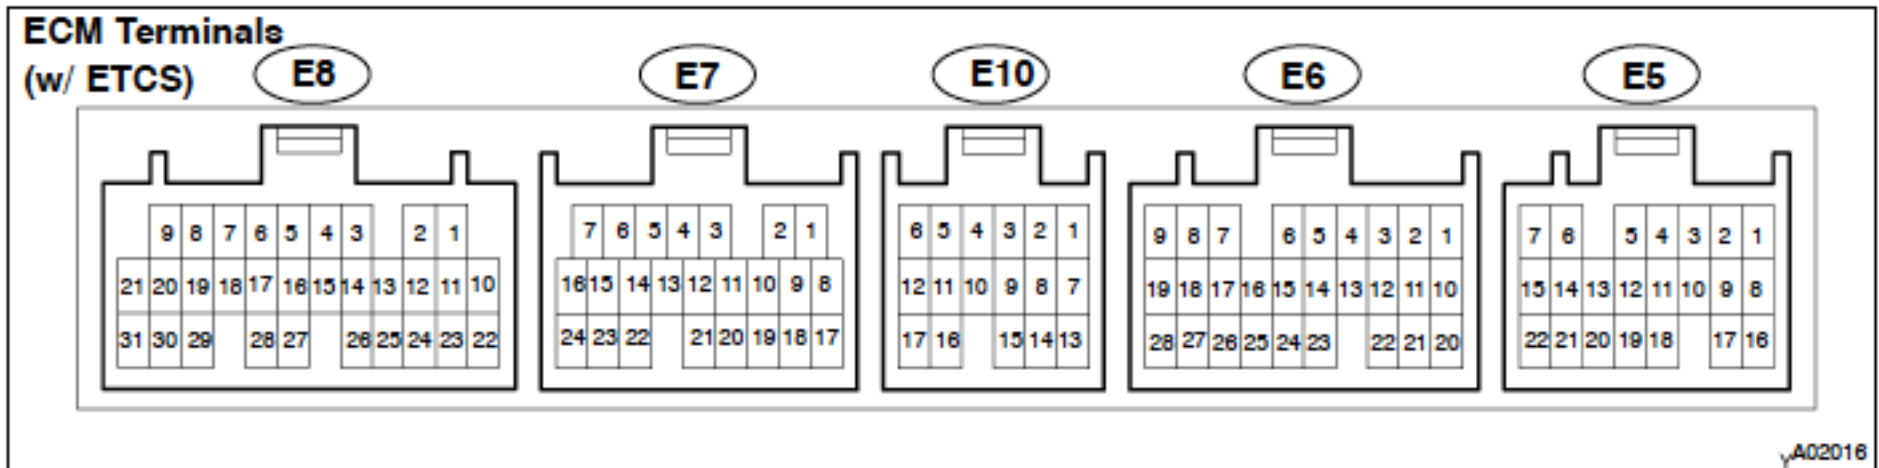 ECM Terminals
(w/ ETCS)
E8 E7 E10 E6 E5
9 8 7 6 5 4 3 2 1 7 6 5 4 3 2 1 6 5 4 3 2 1 9 8 7 6 5 4 3 2 1 7 6 5 4 3 2 1
21 20 19 18 17 16 15 14 13 12 11 10 16 15 14 13 12 11 10 9 8 12 11 10 9 8 7 19 18 17 16 15 14 13 12 11 10 15 14 13 12 11 10 9 8
31 30 29 28 27 26 25 24 23 22 24 23 22 21 20 19 18 17 17 16 15 14 13 28 27 26 25 24 23 22 21 20 22 21 20 19 18 17 16
A02016